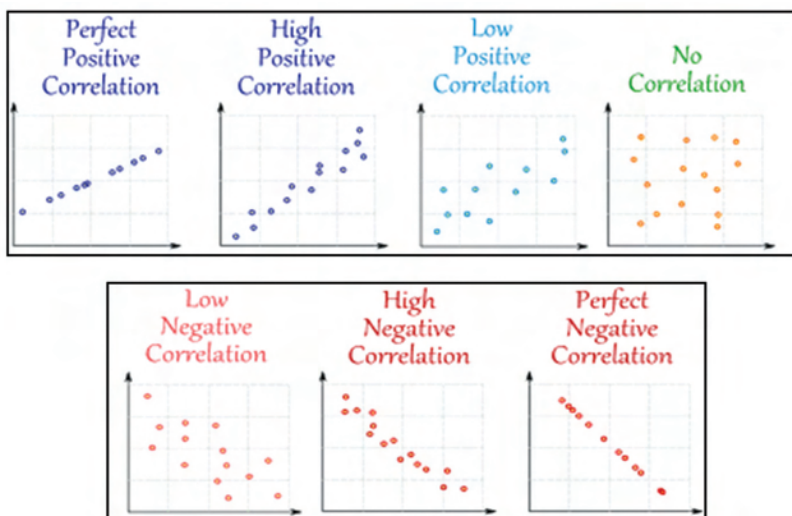 Perfect
Positive
Correlation
High
Positive
Correlation
Low
Positive
Correlation
No
Correlation
Low
Negative
Correlation
High
Negative
Correlation
Perfect
Negative
Correlation